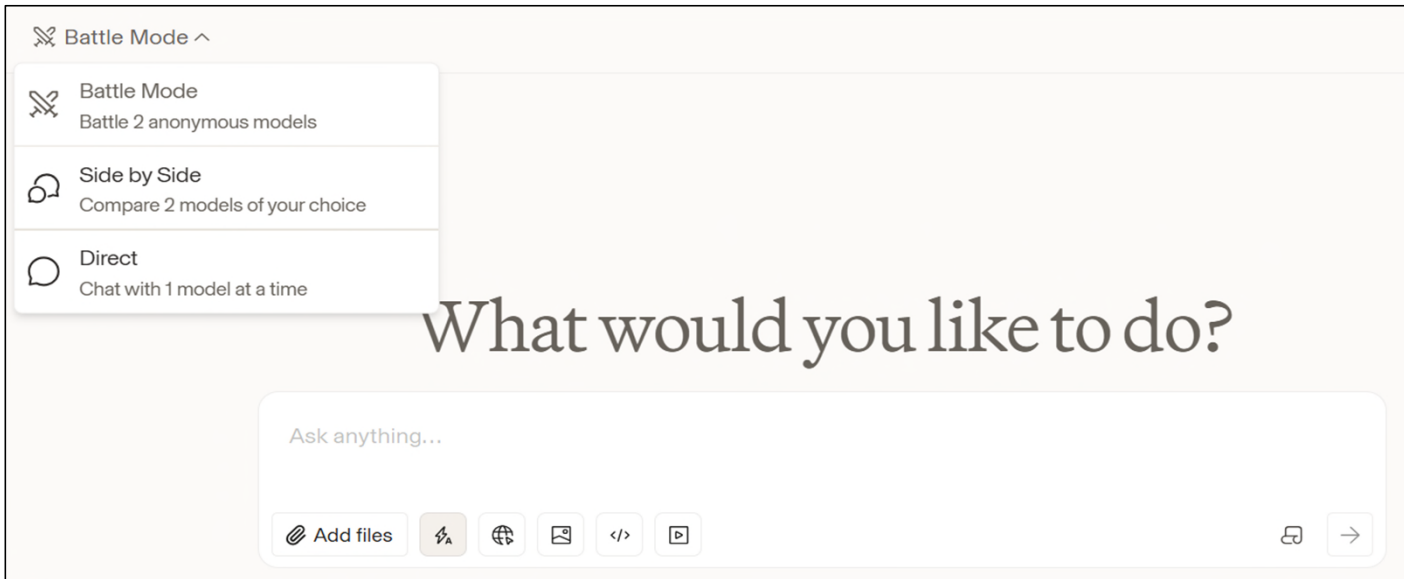 Battle Mode
Battle Mode
Battle 2 anonymous models
Side by Side
Compare 2 models of your choice
Direct
Chat with 1 model at a time
What would you like to do?
Ask anything...
Add files
A